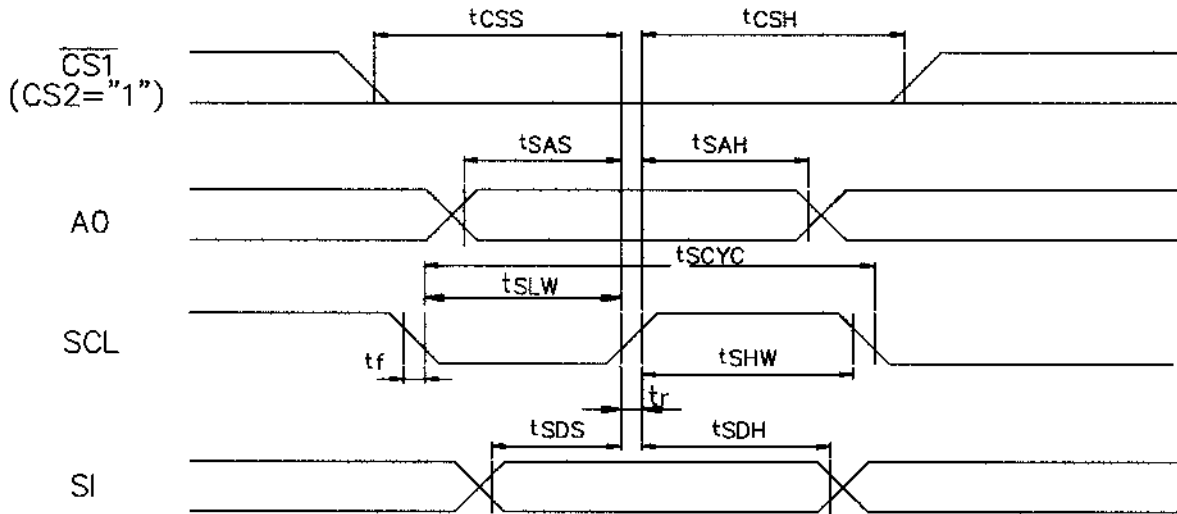 tCSS
tCSH
CS1
(CS2="1")
tSAS
tSAH
A0
tSCYC
tSLW
SCL
tf
tSHW
tr
tSDS
tSDH
SI